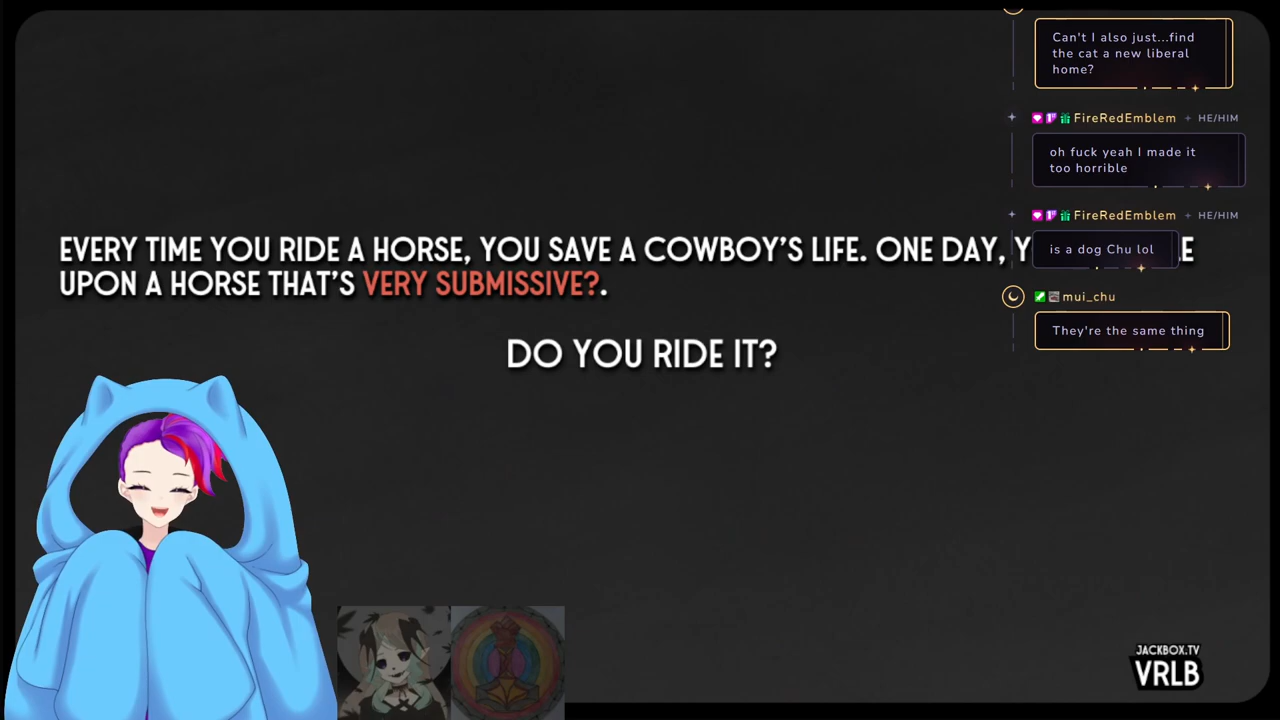 Can't I also just...find
the cat a new liberal
home?
FireRedEmblem + HE/HIM
oh fuck yeah I made it
too horrible
FireRedEmblem + HE/HIM
is a dog Chu lol
mui_chu
They're the same thing
EVERY TIME YOU RIDE A HORSE, YOU SAVE A COWBOY'S LIFE. ONE DAY,
UPON A HORSE THAT'S VERY SUBMISSIVE?.
DO YOU RIDE IT?
JACKBOX.TV
VRLB